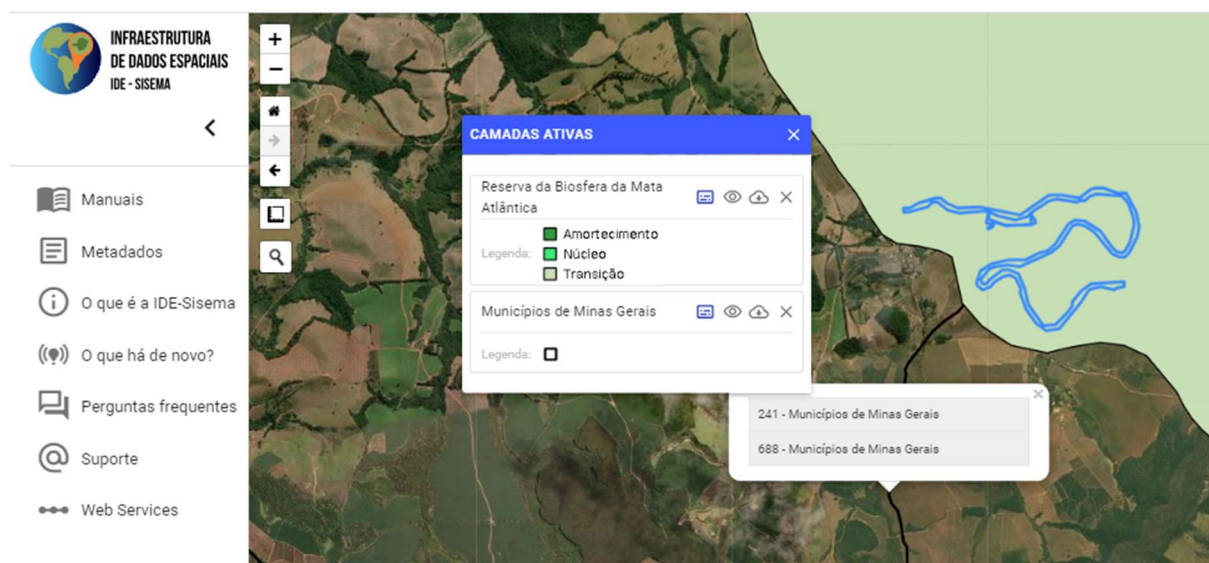 INFRAESTRUTURA
DE DADOS ESPACIAIS
IDE - SISEMA
Manuais
Metadados
O que é a IDE-Sisema
O que há de novo?
Perguntas frequentes
Suporte
Web Services
CAMADAS ATIVAS
Reserva da Biosfera da Mata
Atlântica
Legenda:
Amortecimento
Núcleo
Transição
Municípios de Minas Gerais
Legenda:
241 - Municípios de Minas Gerais
688 - Municípios de Minas Gerais